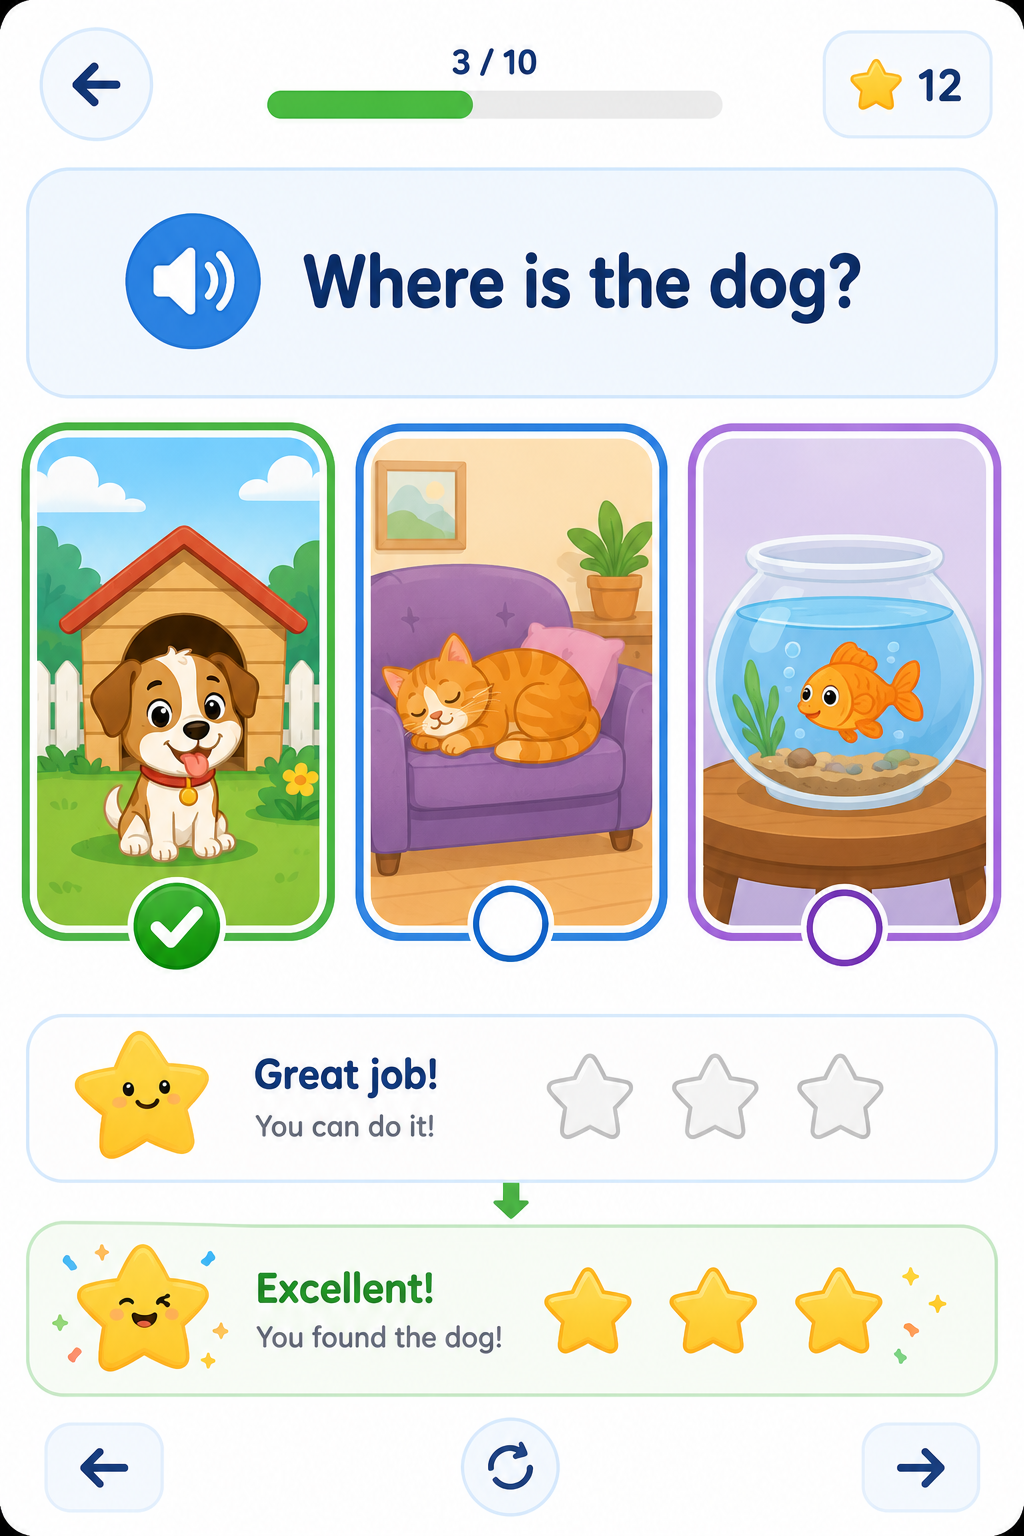 3 / 10
12
Where is the dog?
Great job!
You can do it!
Excellent!
You found the dog!